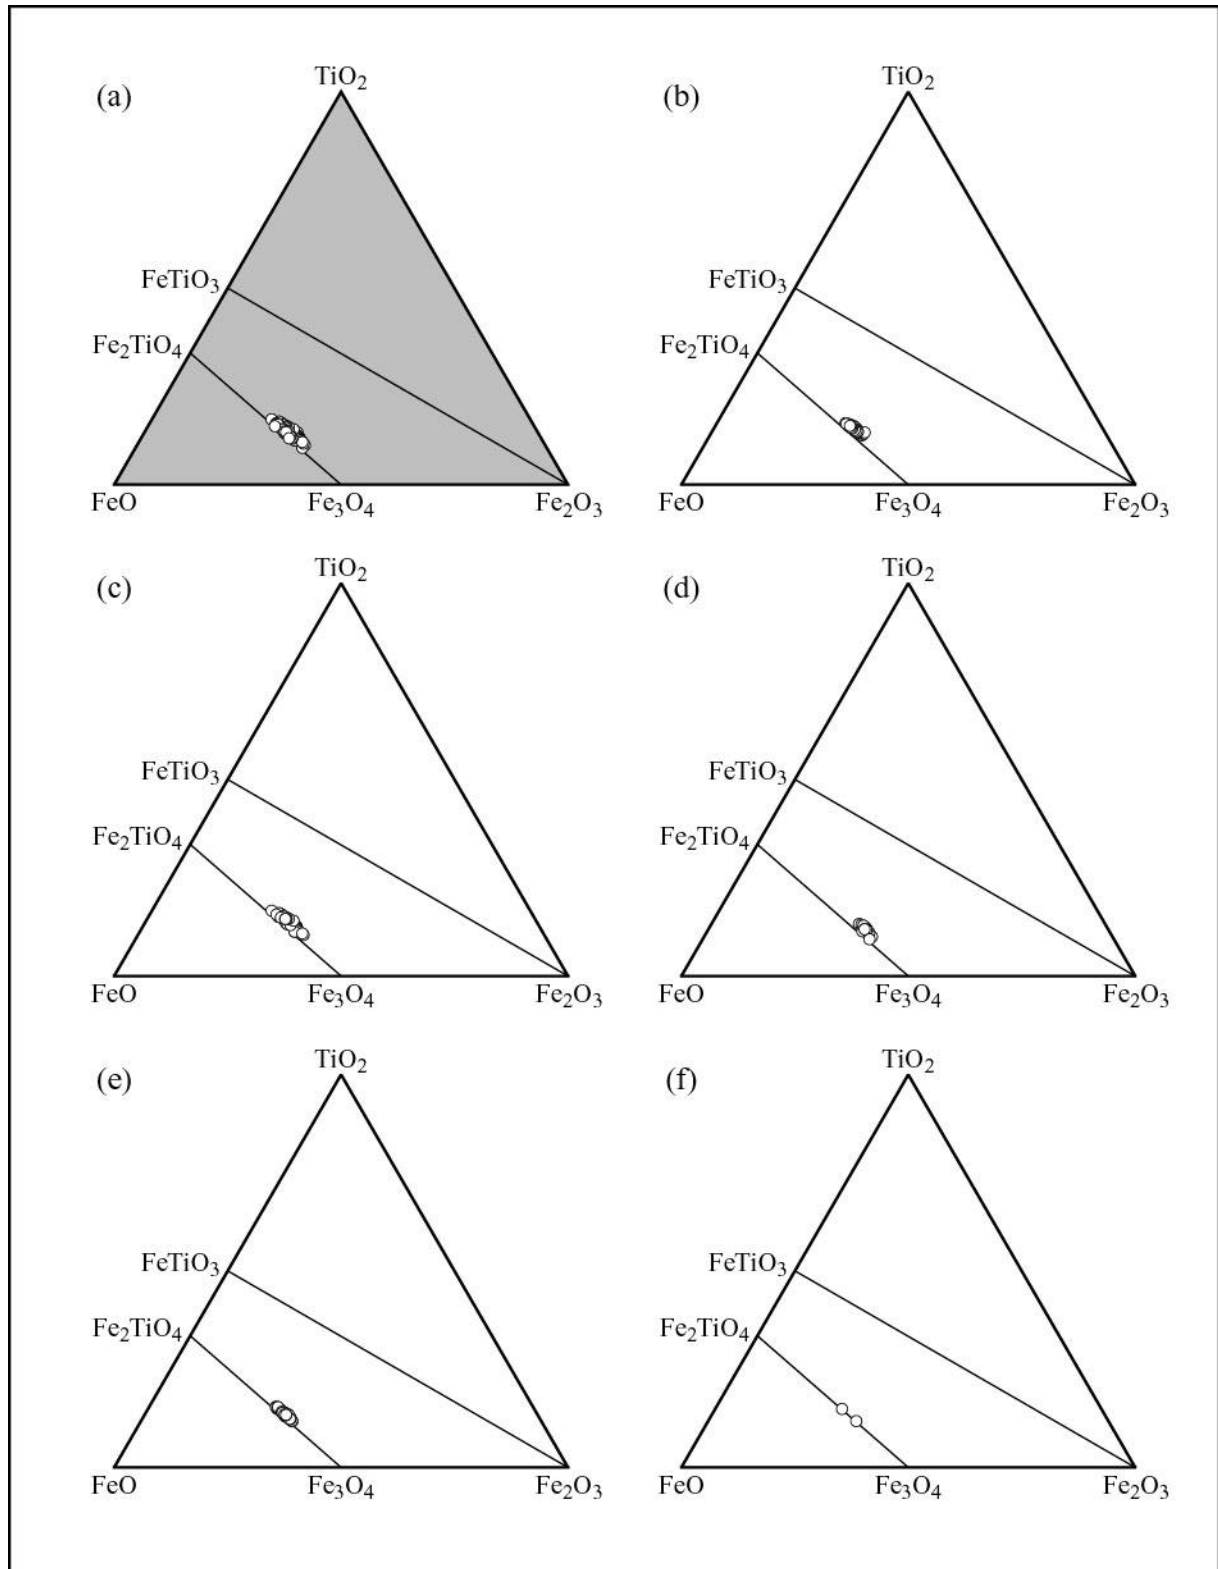 TiO₂ TiO₂
(a) (b)
FeTiO₃ FeTiO₃
Fe₂TiO₄ Fe₂TiO₄
FeO Fe₃O₄ Fe₂O₃ FeO Fe₃O₄ Fe₂O₃
TiO₂ TiO₂
(c) (d)
FeTiO₃ FeTiO₃
Fe₂TiO₄ Fe₂TiO₄
FeO Fe₃O₄ Fe₂O₃ FeO Fe₃O₄ Fe₂O₃
TiO₂ TiO₂
(e) (f)
FeTiO₃ FeTiO₃
Fe₂TiO₄ Fe₂TiO₄
FeO Fe₃O₄ Fe₂O₃ FeO Fe₃O₄ Fe₂O₃